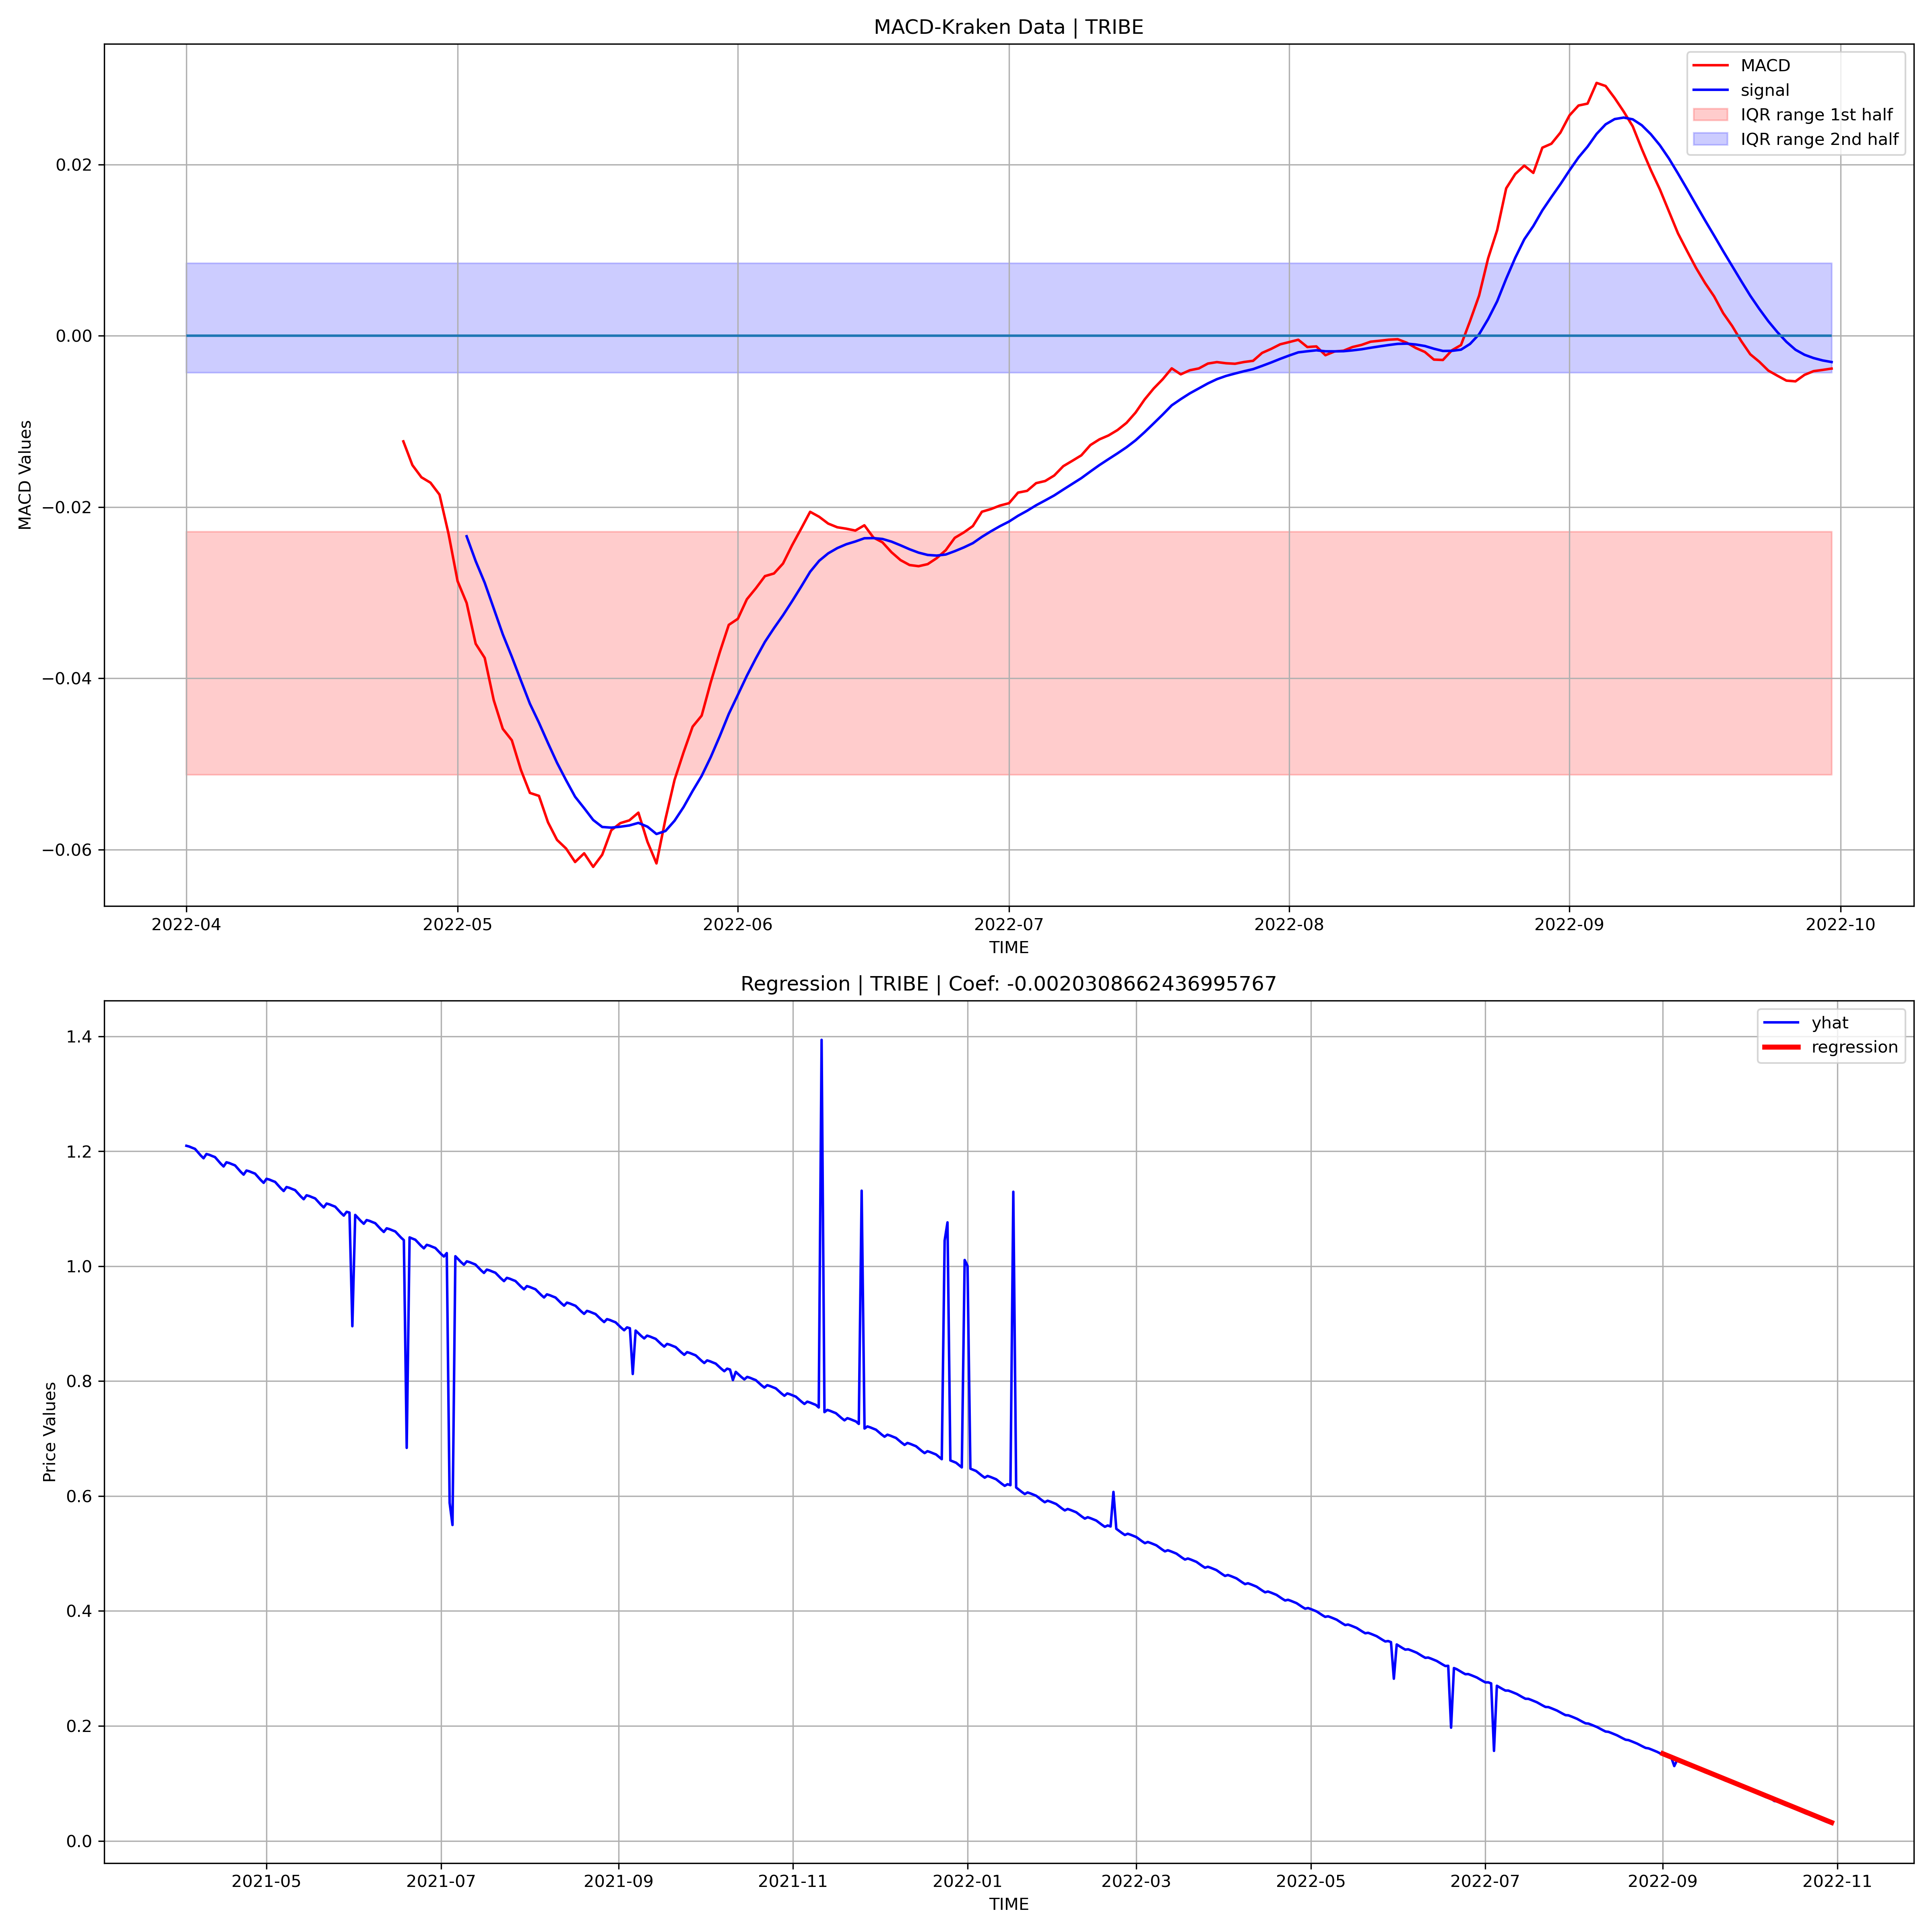 MACD-Kraken Data | TRIBE
MACD
signal
IQR range 1st half
IQR range 2nd half
0.02
0.00
−0.02
−0.04
−0.06
MACD Values
2022-04 2022-05 2022-06 2022-07 2022-08 2022-09 2022-10
TIME
Regression | TRIBE | Coef: -0.0020308662436995767
yhat
regression
1.4
1.2
1.0
0.8
0.6
0.4
0.2
0.0
Price Values
2021-05 2021-07 2021-09 2021-11 2022-01 2022-03 2022-05 2022-07 2022-09 2022-11
TIME